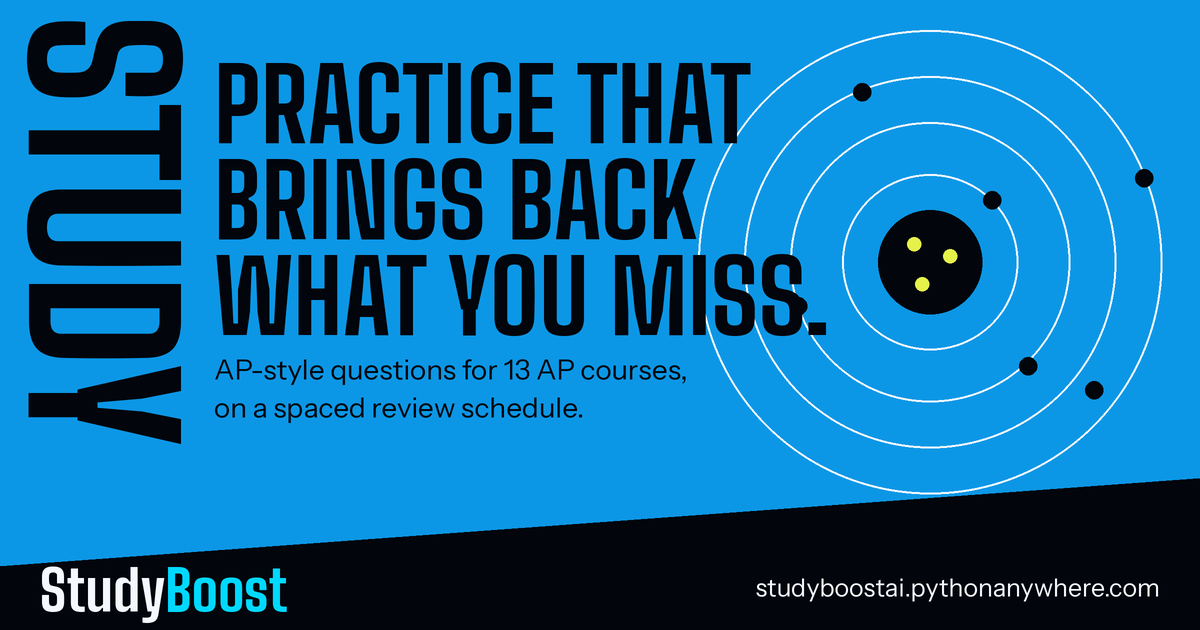 STUDY
PRACTICE THAT
BRINGS BACK
WHAT YOU MISS.
AP-style questions for 13 AP courses,
on a spaced review schedule.
StudyBoost
studyboostai.pythonanywhere.com